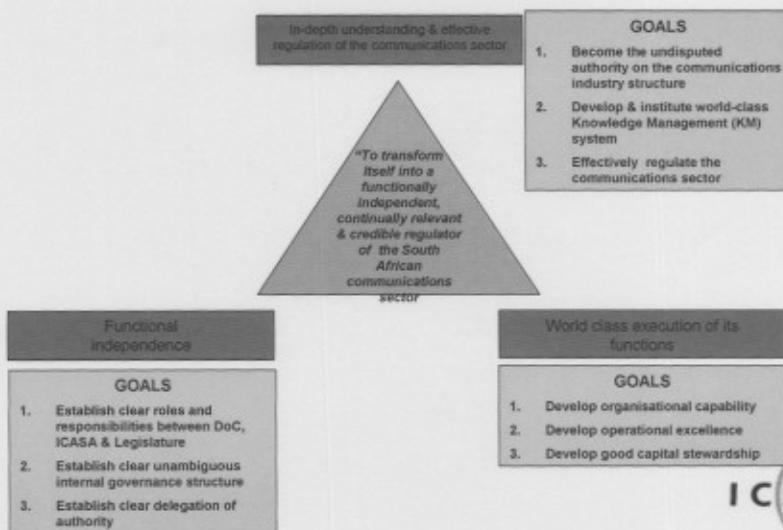 In-depth understanding & effective
regulation of the communications sector
GOALS
1. Become the undisputed
authority on the communications
industry structure
2. Develop & institute world-class
Knowledge Management (KM)
system
3. Effectively regulate the
communications sector
"To transform
Itself into a
functionally
independent,
continually relevant
& credible regulator
of the South
African
communications
sector
Functional
independence
GOALS
1. Establish clear roles and
responsibilities between DoC,
ICASA & Legislature
2. Establish clear unambiguous
internal governance structure
3. Establish clear delegation of
authority
World class execution of its
functions
GOALS
1. Develop organisational capability
2. Develop operational excellence
3. Develop good capital stewardship
I C